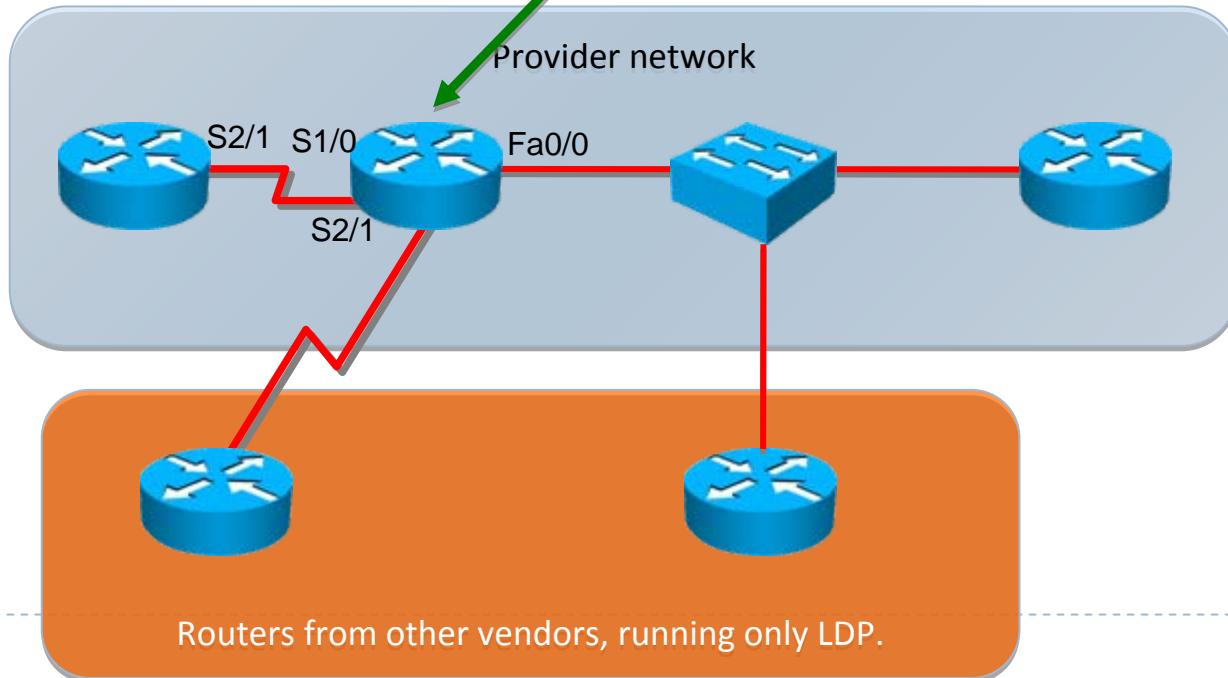 Provider network
S2/1
S1/0
Fa0/0
S2/1
Routers from other vendors, running only LDP.